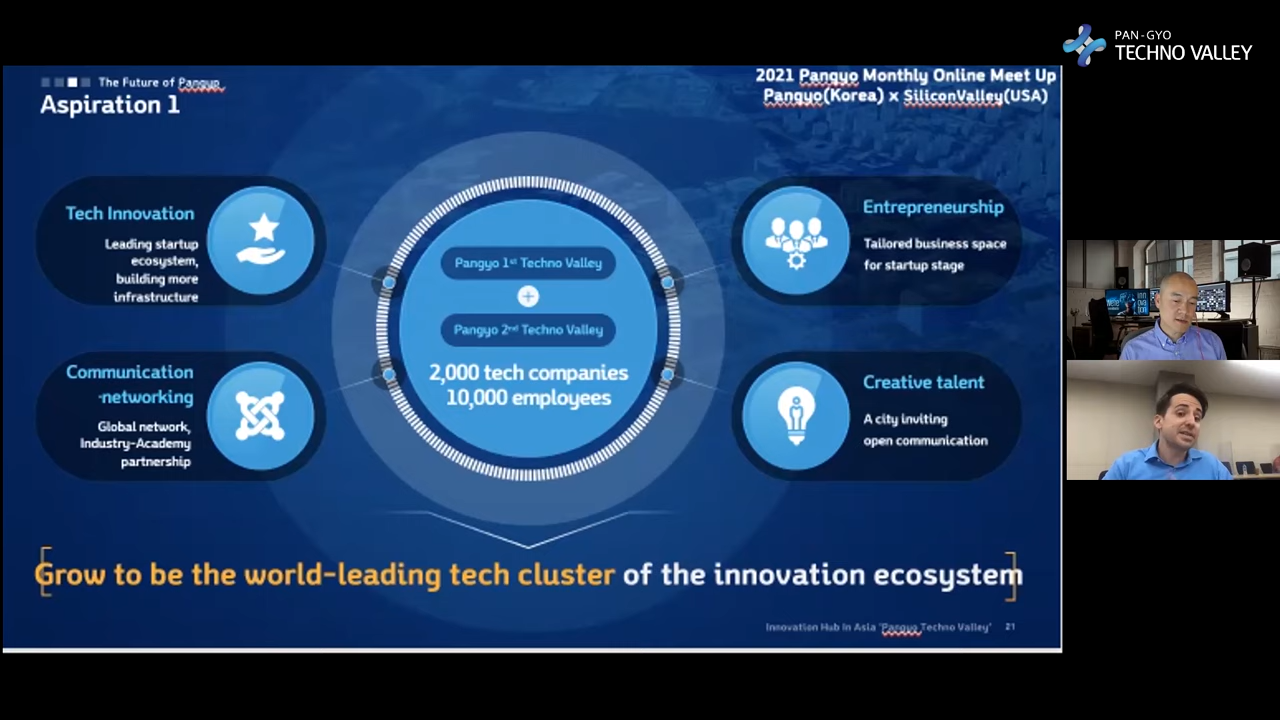 PAN-GYO
TECHNO VALLEY
The Future of Pangyo
Aspiration 1
2021 Pangyo Monthly Online Meet Up
Pangyo(Korea) x SiliconValley(USA)
Tech Innovation
Leading startup
ecosystem,
building more
infrastructure
Communication
·networking
Global network,
Industry-Academy
partnership
Pangyo 1st Techno Valley
Pangyo 2nd Techno Valley
2,000 tech companies
10,000 employees
Entrepreneurship
Tailored business space
for startup stage
Creative talent
A city inviting
open communication
Grow to be the world-leading tech cluster of the innovation ecosystem
Innovation Hub In Asia "Pangyo Techno Valley" 21